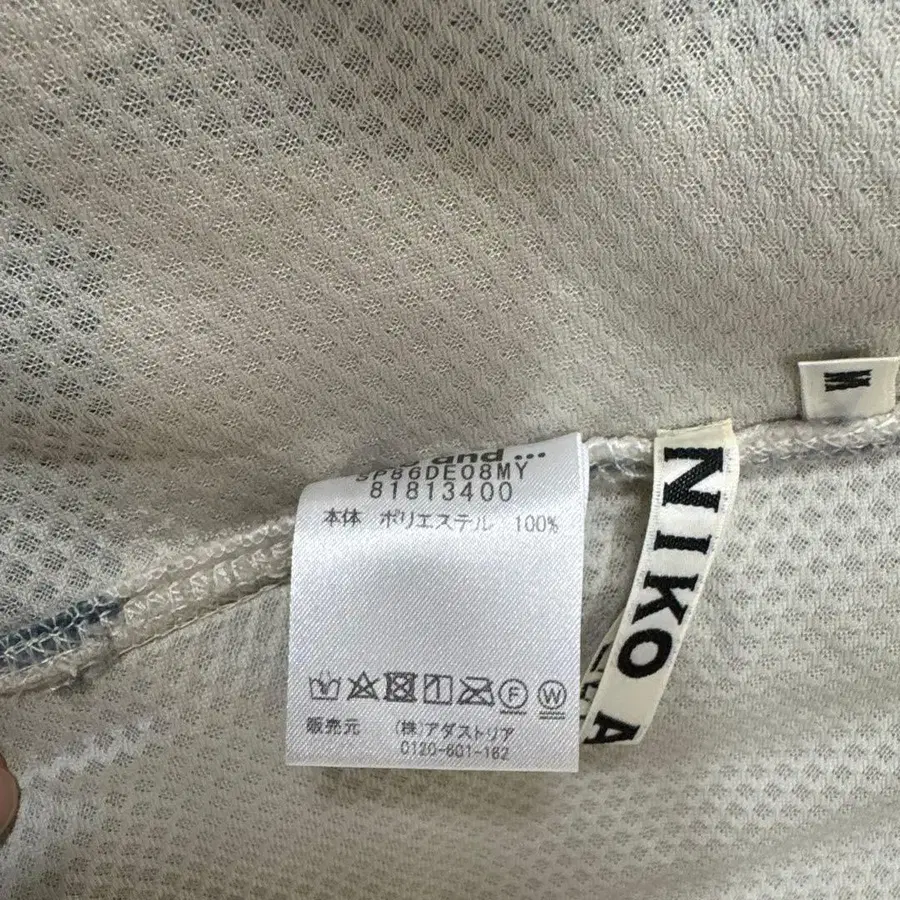 and ...
SP86DE08MY
81813400
本体 ポリエステル 100%
F W
販売元 (株)アダストリア
0120-601-162
NIKO A
M